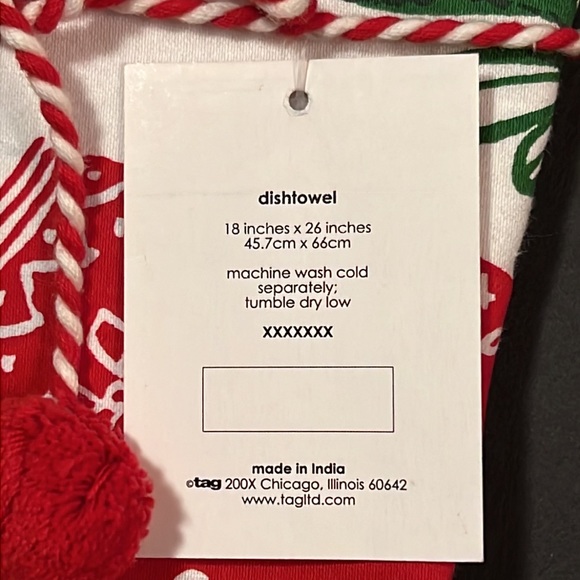 dishtowel
18 inches x 26 inches
45.7cm x 66cm
machine wash cold
separately;
tumble dry low
XXXXXXX
made in India
©tag 200X Chicago, Illinois 60642
www.tagltd.com